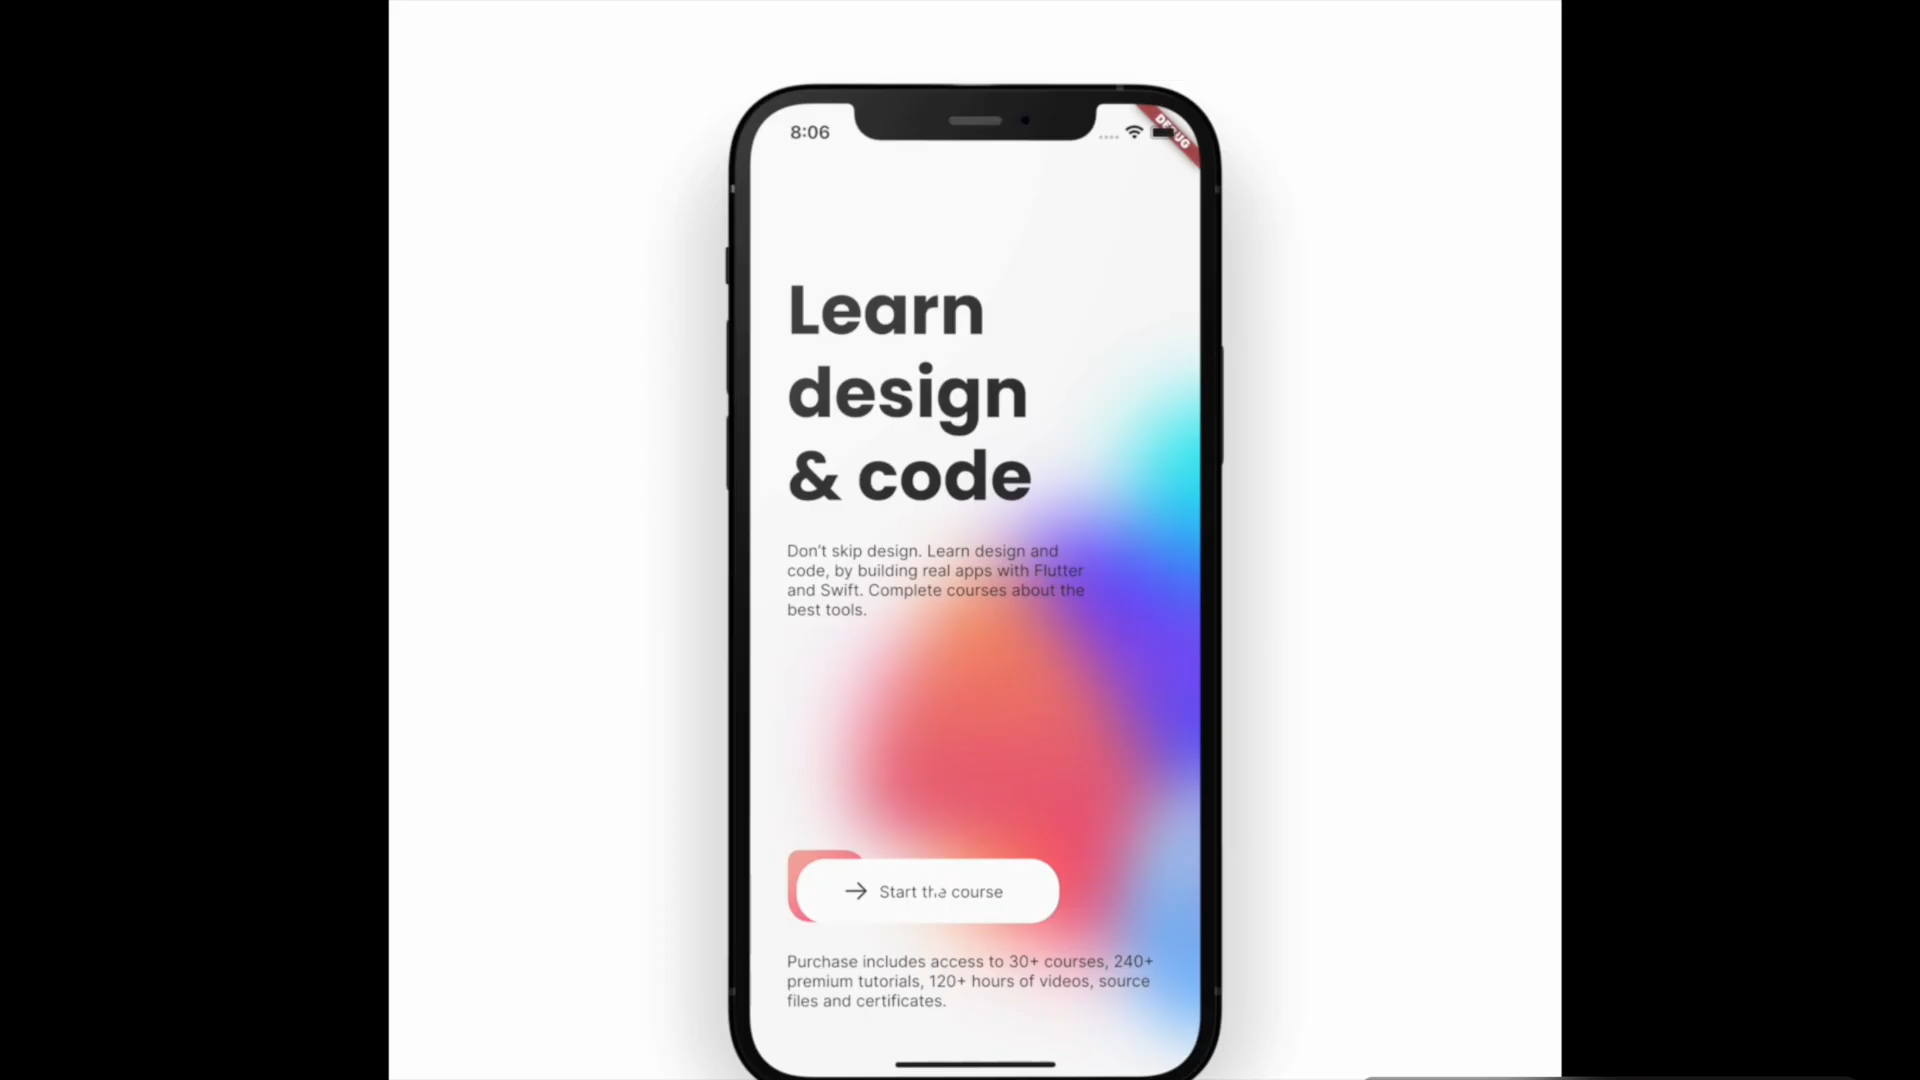 8:06
DEBUG
Learn
design
& code
Don’t skip design. Learn design and
code, by building real apps with Flutter
and Swift. Complete courses about the
best tools.
Start the course
Purchase includes access to 30+ courses, 240+
premium tutorials, 120+ hours of videos, source
files and certificates.